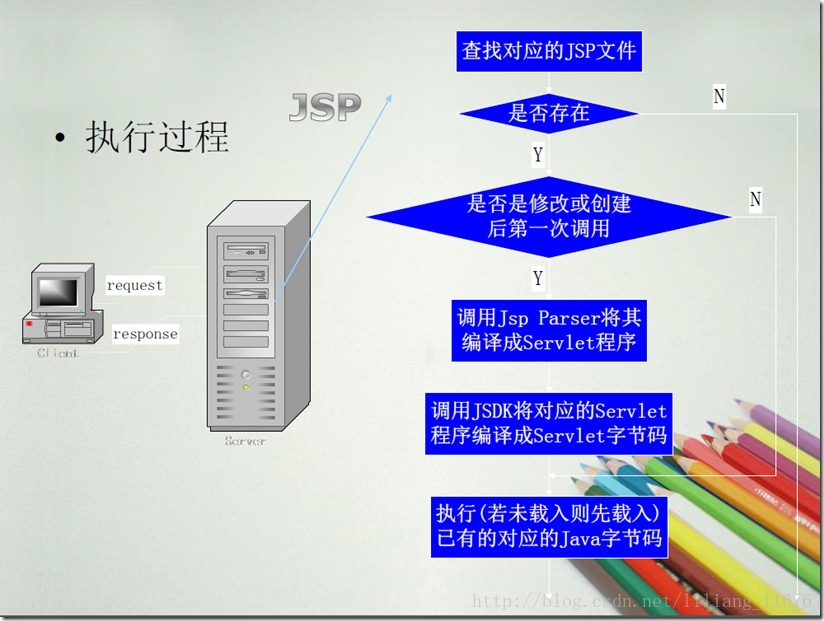 • 执行过程
JSP
request
response
Client
Server
查找对应的JSP文件
是否存在
N
Y
是否是修改或创建
后第一次调用
N
Y
调用Jsp Parser将其
编译成Servlet程序
调用JSDK将对应的Servlet
程序编译成Servlet字节码
执行(若未载入则先载入)
已有的对应的Java字节码